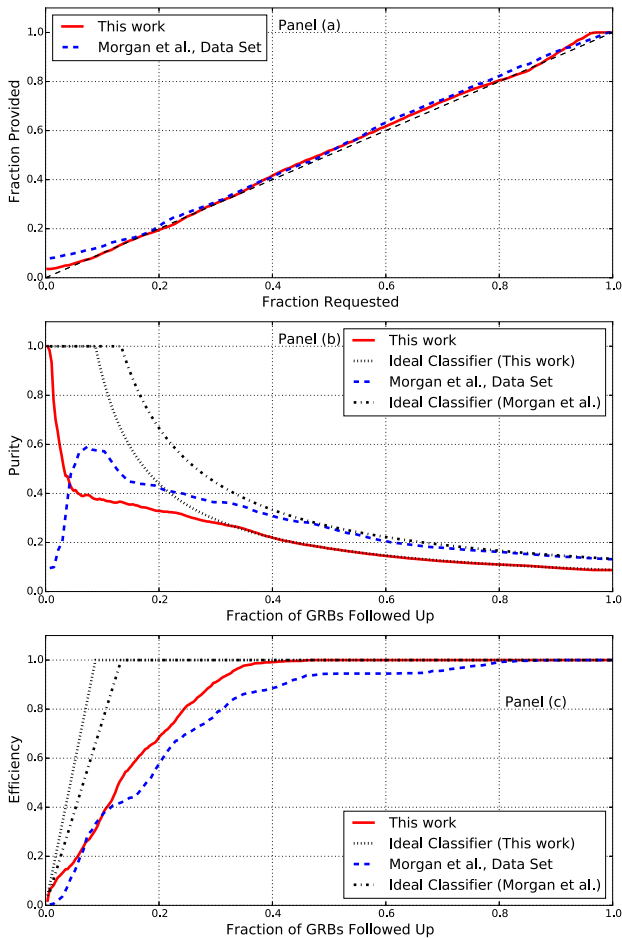 Panel (a)
This work
Morgan et al., Data Set
Fraction Provided
1.0
0.8
0.6
0.4
0.2
0.0
0.0 0.2 0.4 0.6 0.8 1.0
Fraction Requested
Panel (b)
This work
Ideal Classifier (This work)
Morgan et al., Data Set
Ideal Classifier (Morgan et al.)
Purity
1.0
0.8
0.6
0.4
0.2
0.0
0.0 0.2 0.4 0.6 0.8 1.0
Fraction of GRBs Followed Up
Panel (c)
This work
Ideal Classifier (This work)
Morgan et al., Data Set
Ideal Classifier (Morgan et al.)
Efficiency
1.0
0.8
0.6
0.4
0.2
0.0
0.0 0.2 0.4 0.6 0.8 1.0
Fraction of GRBs Followed Up